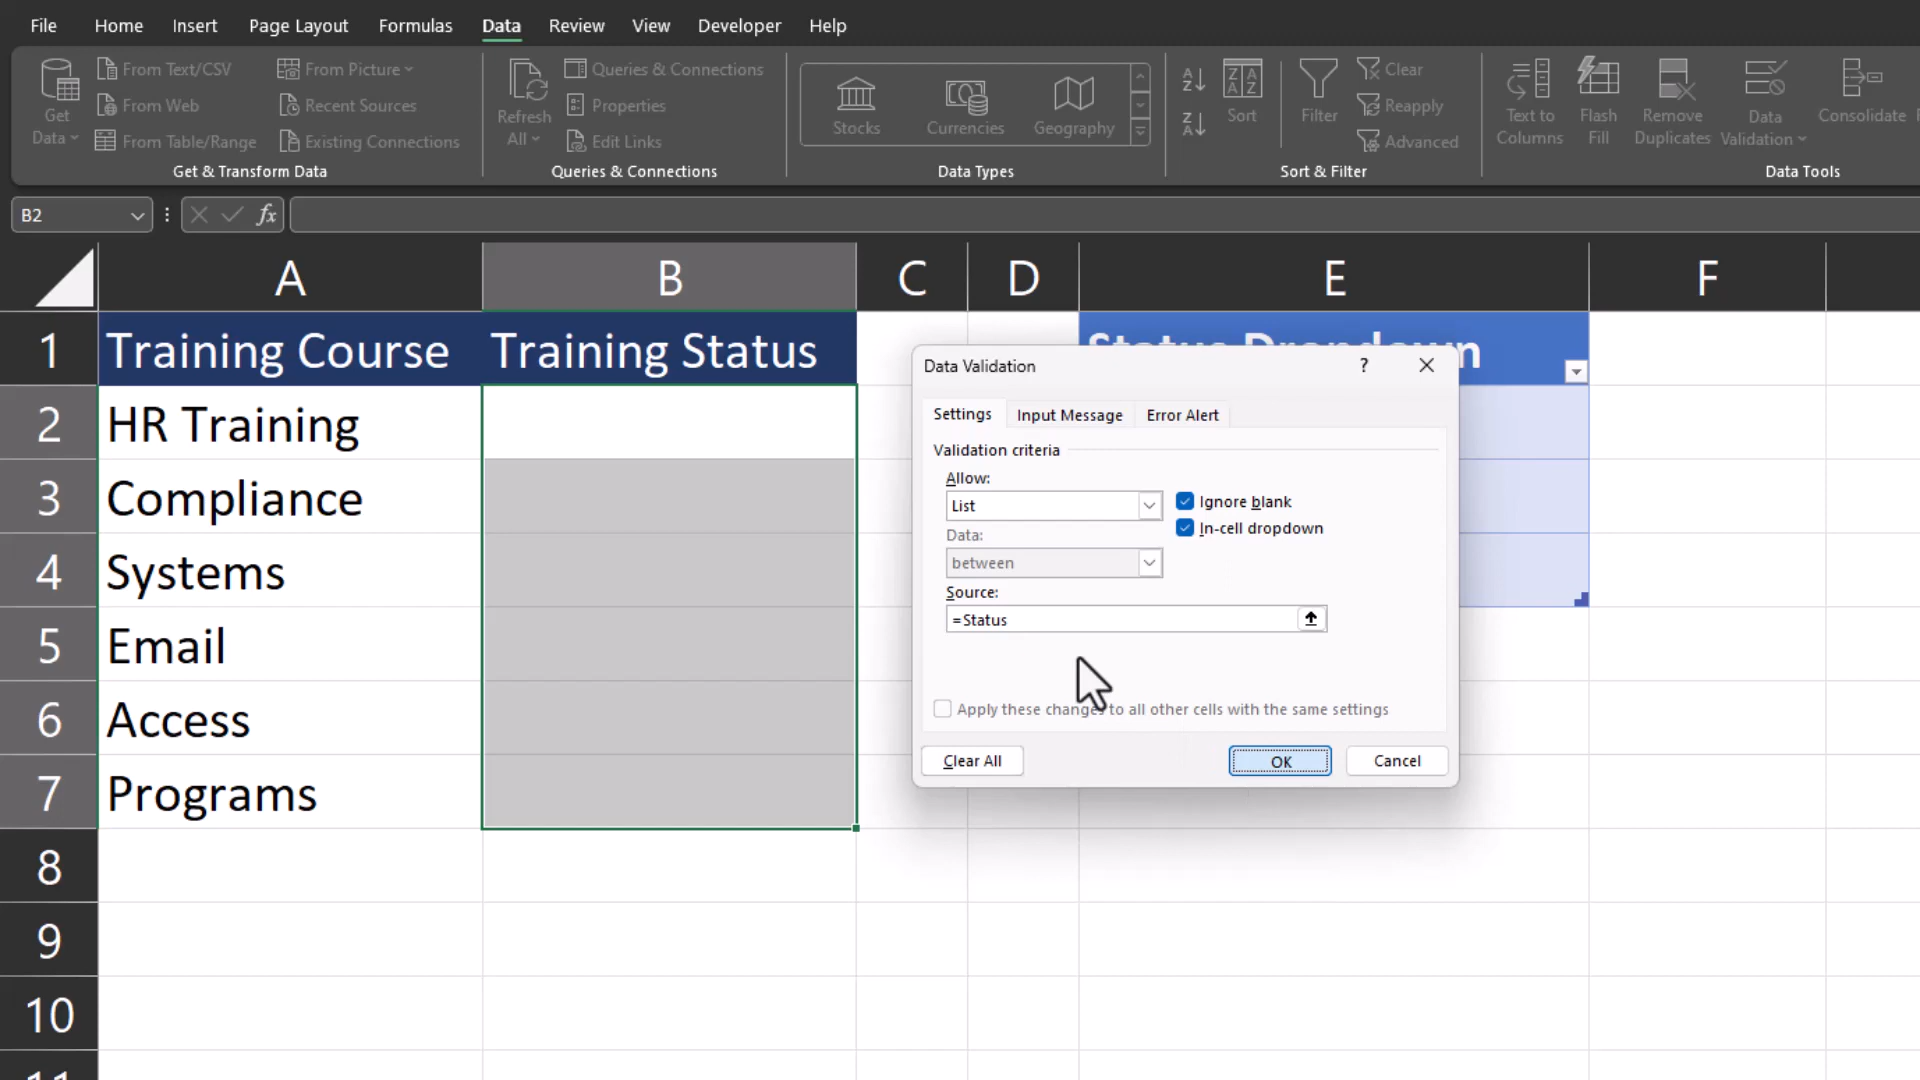 File Home Insert Page Layout Formulas Data Review View Developer Help
Get Data
From Text/CSV
From Web
From Table/Range
From Picture
Recent Sources
Existing Connections
Get & Transform Data
Refresh All
Queries & Connections
Properties
Edit Links
Queries & Connections
Stocks
Currencies
Geography
Data Types
Sort
Filter
Clear
Reapply
Advanced
Sort & Filter
Text to Columns
Flash Fill
Remove Duplicates
Data Validation
Consolidate
Data Tools
B2
fx
A B C D E F
1 Training Course Training Status Status Dropdown
2 HR Training
3 Compliance
4 Systems
5 Email
6 Access
7 Programs
8
9
10
11
Data Validation ?
Settings Input Message Error Alert
Validation criteria
Allow:
List
Ignore blank
In-cell dropdown
Data:
between
Source:
=Status
Apply these changes to all other cells with the same settings
Clear All OK Cancel